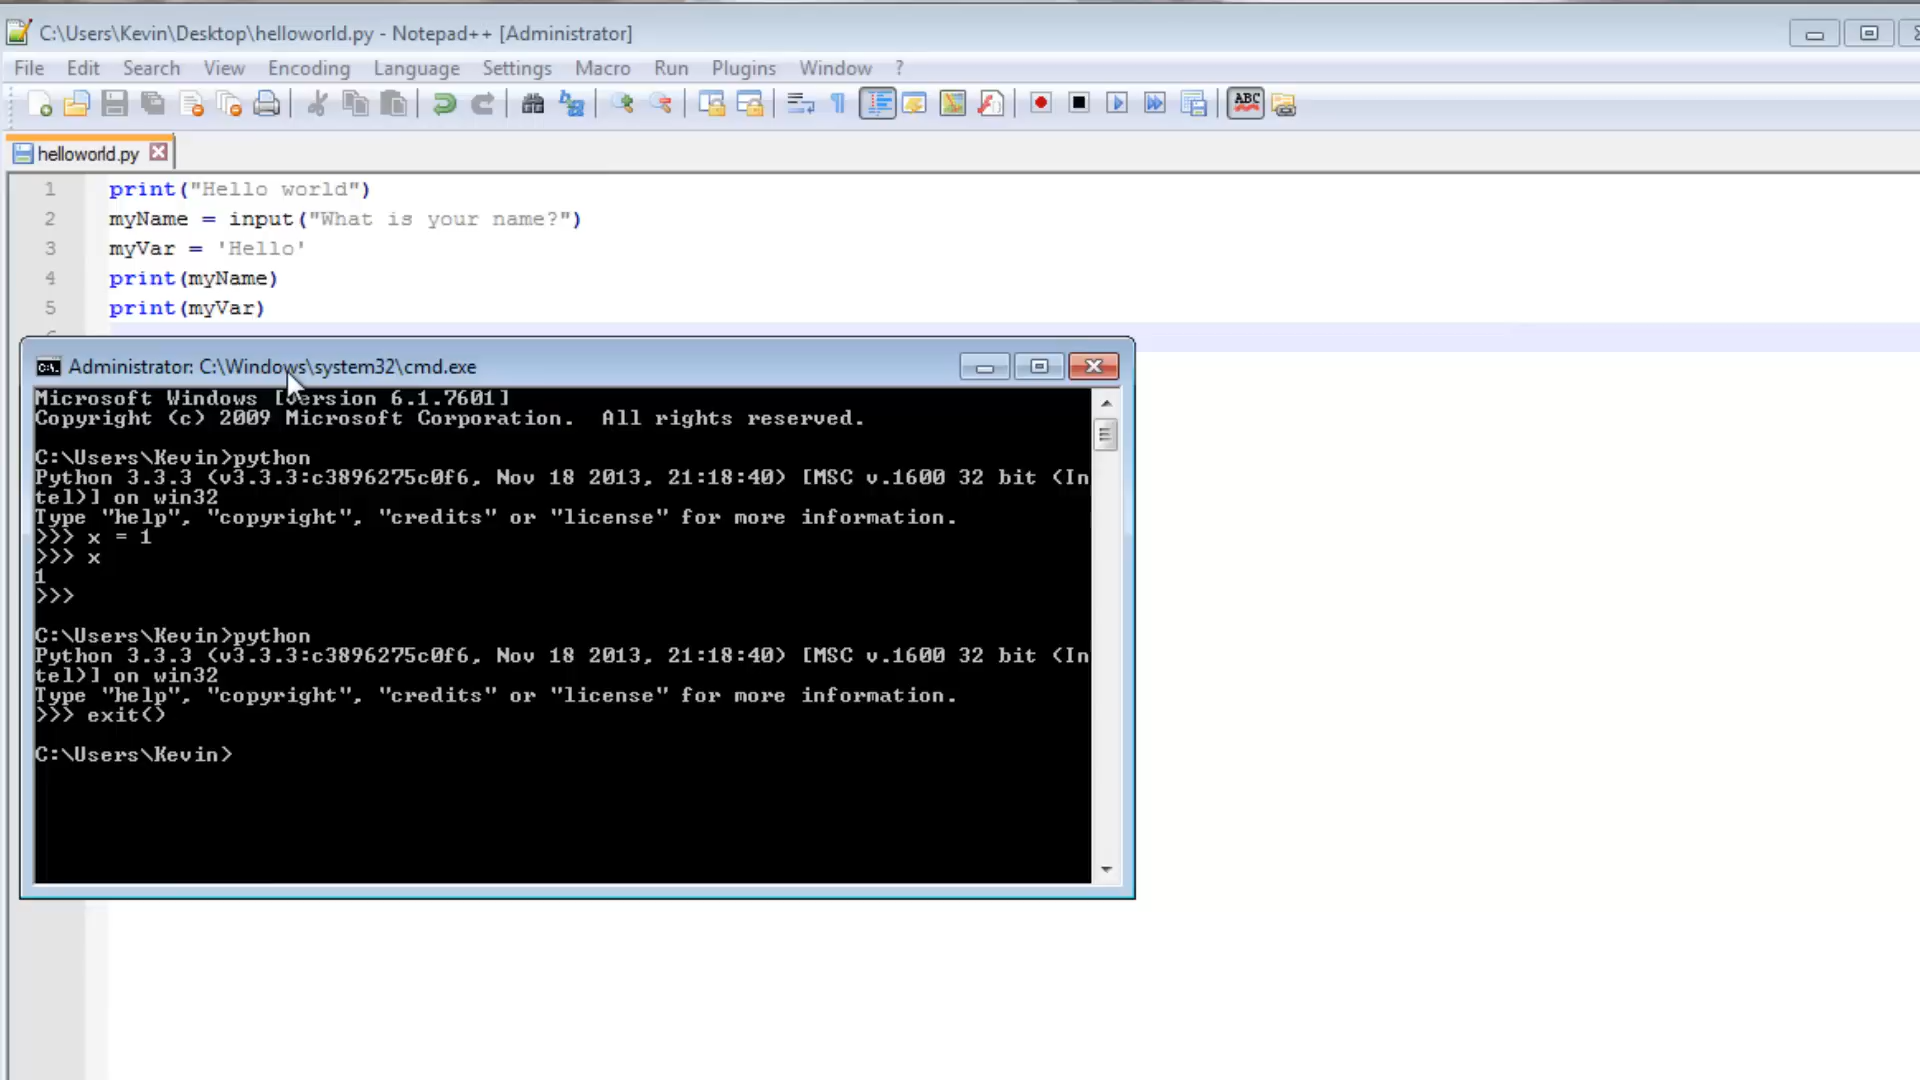 C:\Users\Kevin\Desktop\helloworld.py - Notepad++ [Administrator]
File Edit Search View Encoding Language Settings Macro Run Plugins Window ?
ABC
helloworld.py
1 print("Hello world")
2 myName = input("What is your name?")
3 myVar = 'Hello'
4 print(myName)
5 print(myVar)
Administrator: C:\Windows\system32\cmd.exe
Microsoft Windows [Version 6.1.7601]
Copyright (c) 2009 Microsoft Corporation.  All rights reserved.
C:\Users\Kevin>python
Python 3.3.3 (v3.3.3:c3896275c0f6, Nov 18 2013, 21:18:40) [MSC v.1600 32 bit (In
tel)] on win32
Type "help", "copyright", "credits" or "license" for more information.
>>> x = 1
>>> x
1
>>>
C:\Users\Kevin>python
Python 3.3.3 (v3.3.3:c3896275c0f6, Nov 18 2013, 21:18:40) [MSC v.1600 32 bit (In
tel)] on win32
Type "help", "copyright", "credits" or "license" for more information.
>>> exit()
C:\Users\Kevin>